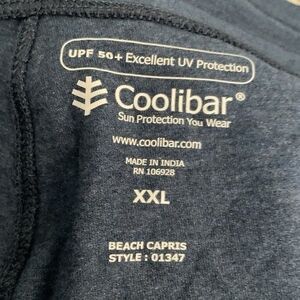 UPF 50+ Excellent UV Protection
Coolibar®
Sun Protection You Wear
www.coolibar.com
MADE IN INDIA
RN 106928
XXL
BEACH CAPRIS
STYLE : 01347